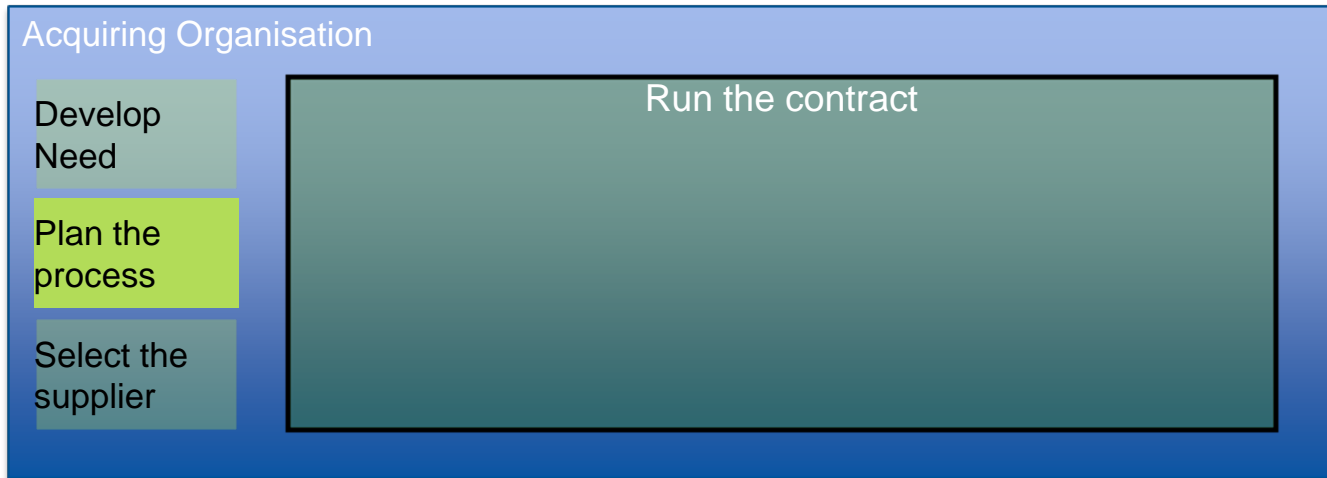 Acquiring Organisation
Develop
Need
Plan the
process
Select the
supplier
Run the contract